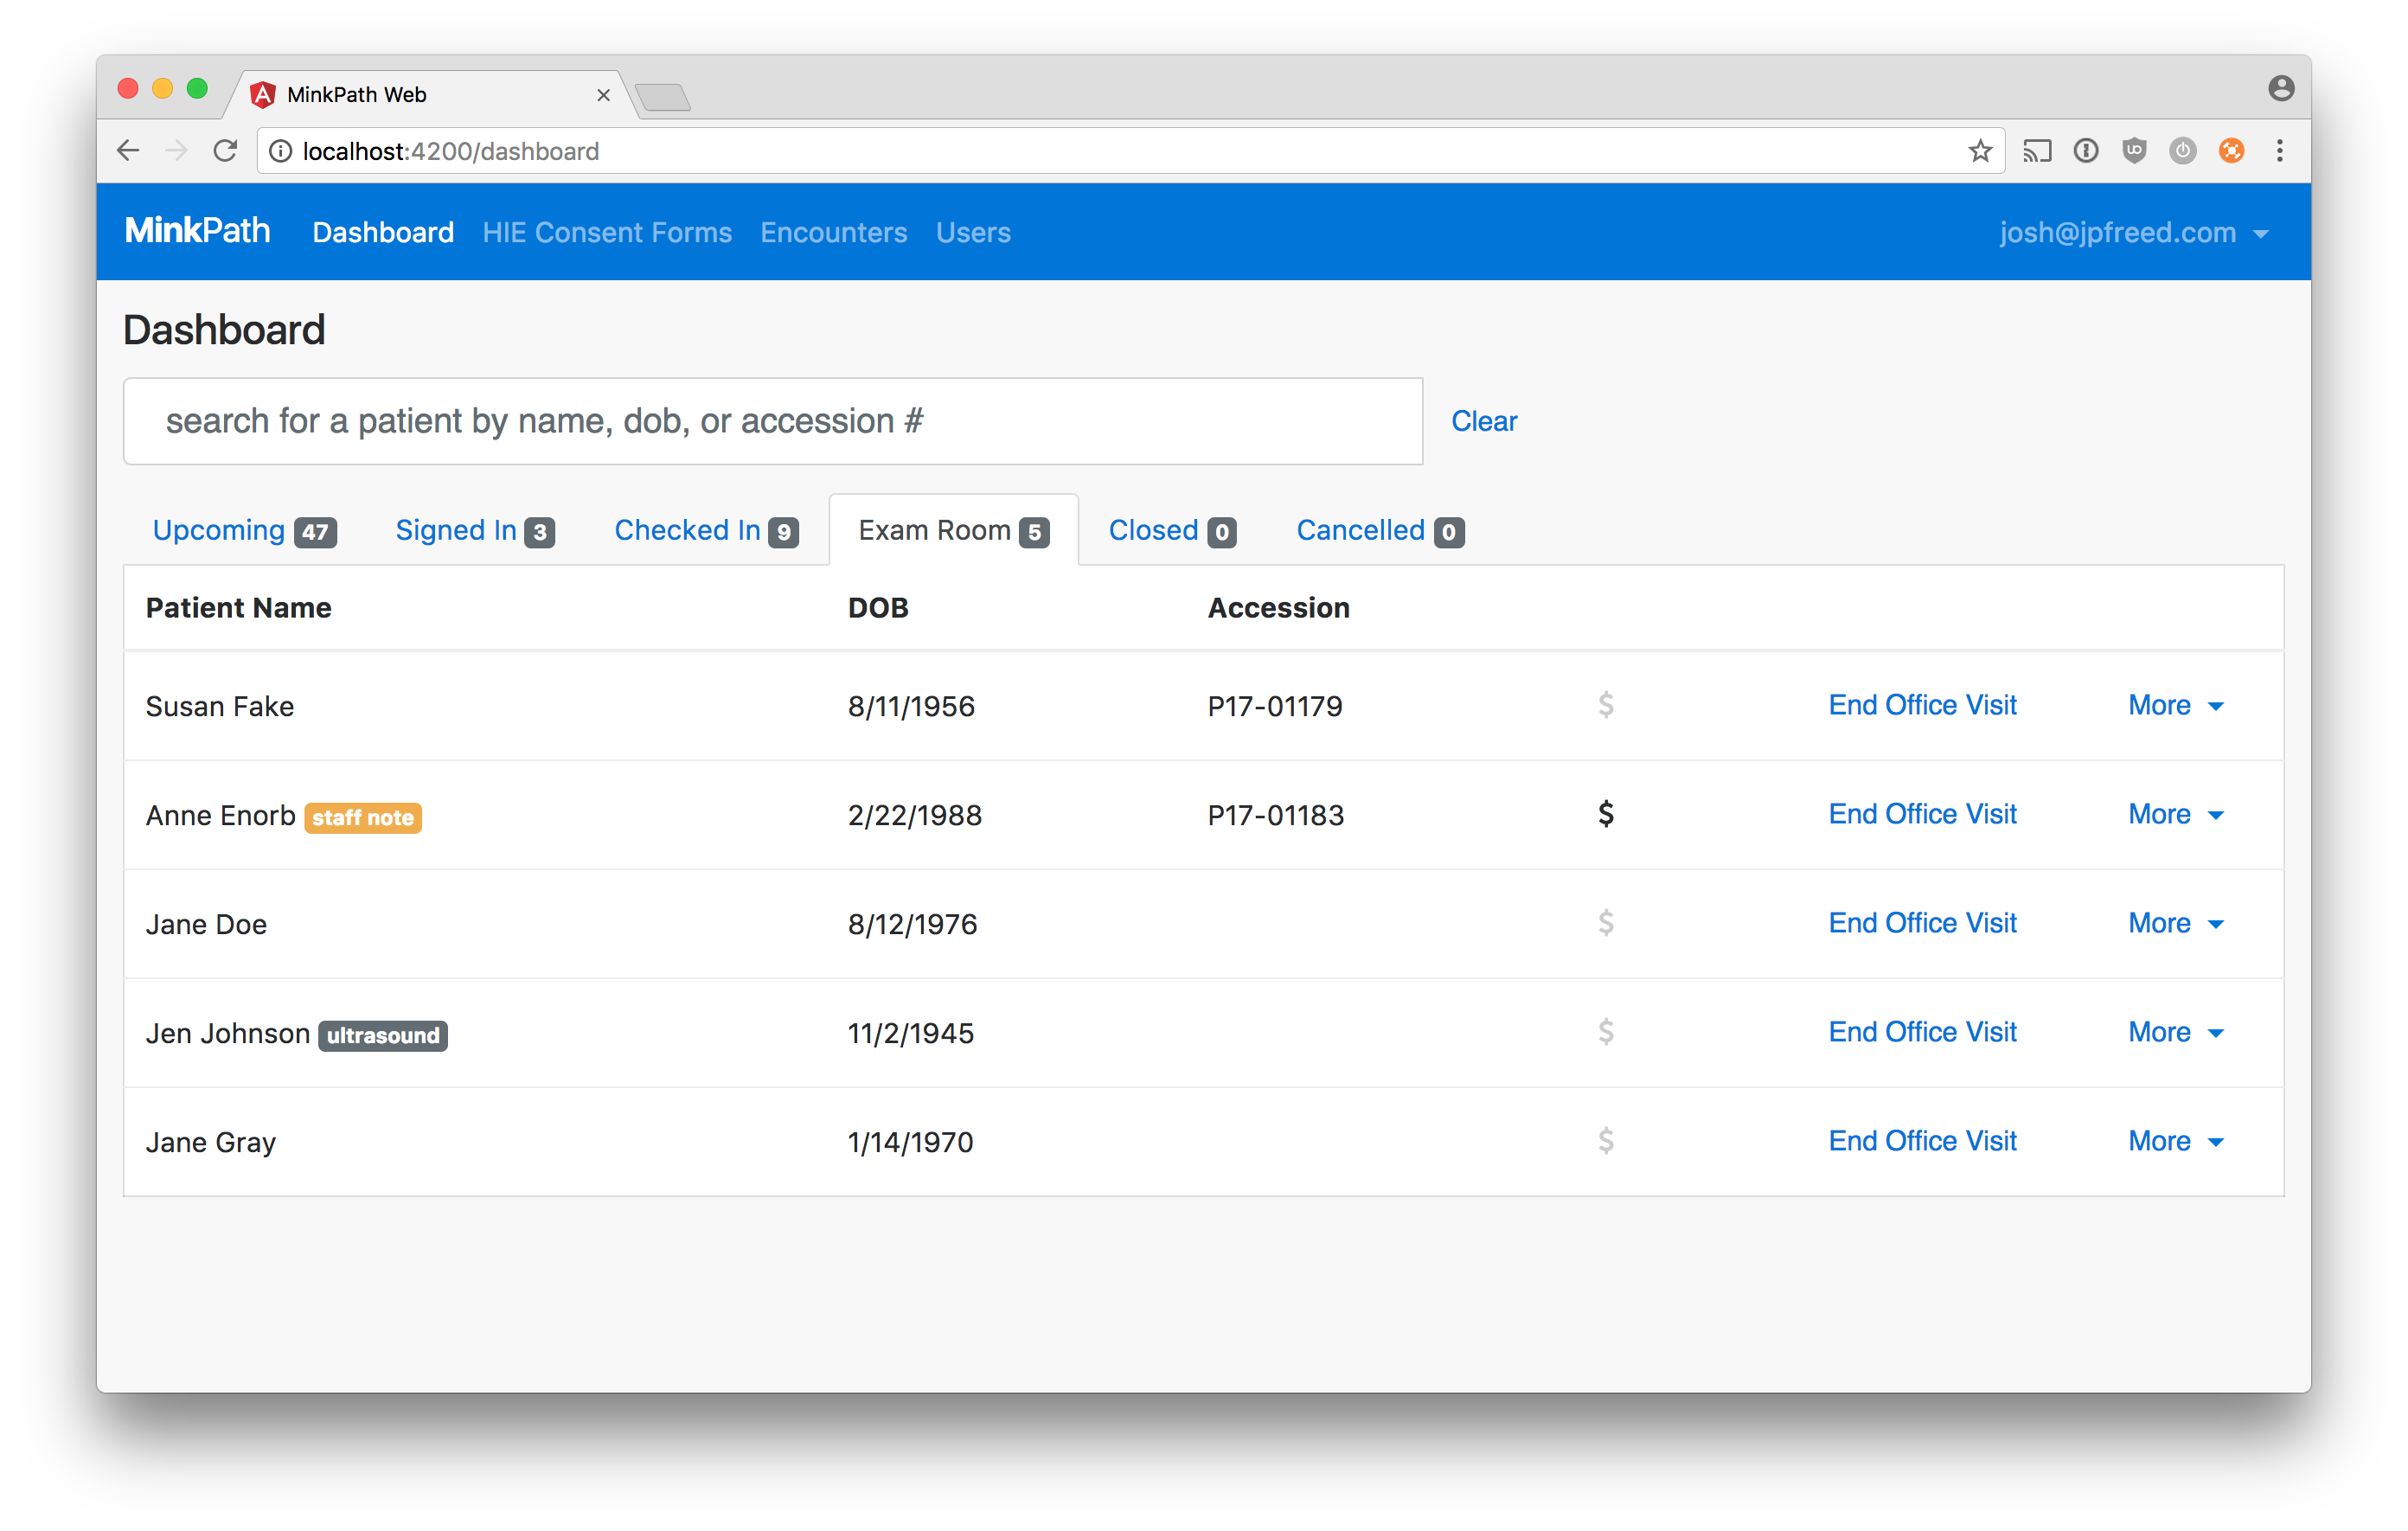 MinkPath Web
localhost:4200/dashboard
MinkPath Dashboard HIE Consent Forms Encounters Users josh@jpfreed.com
Dashboard
search for a patient by name, dob, or accession # Clear
Upcoming 47 Signed In 3 Checked In 9 Exam Room 5 Closed 0 Cancelled 0
Patient Name DOB Accession
Susan Fake 8/11/1956 P17-01179 $ End Office Visit More
Anne Enorb staff note 2/22/1988 P17-01183 $ End Office Visit More
Jane Doe 8/12/1976 $ End Office Visit More
Jen Johnson ultrasound 11/2/1945 $ End Office Visit More
Jane Gray 1/14/1970 $ End Office Visit More